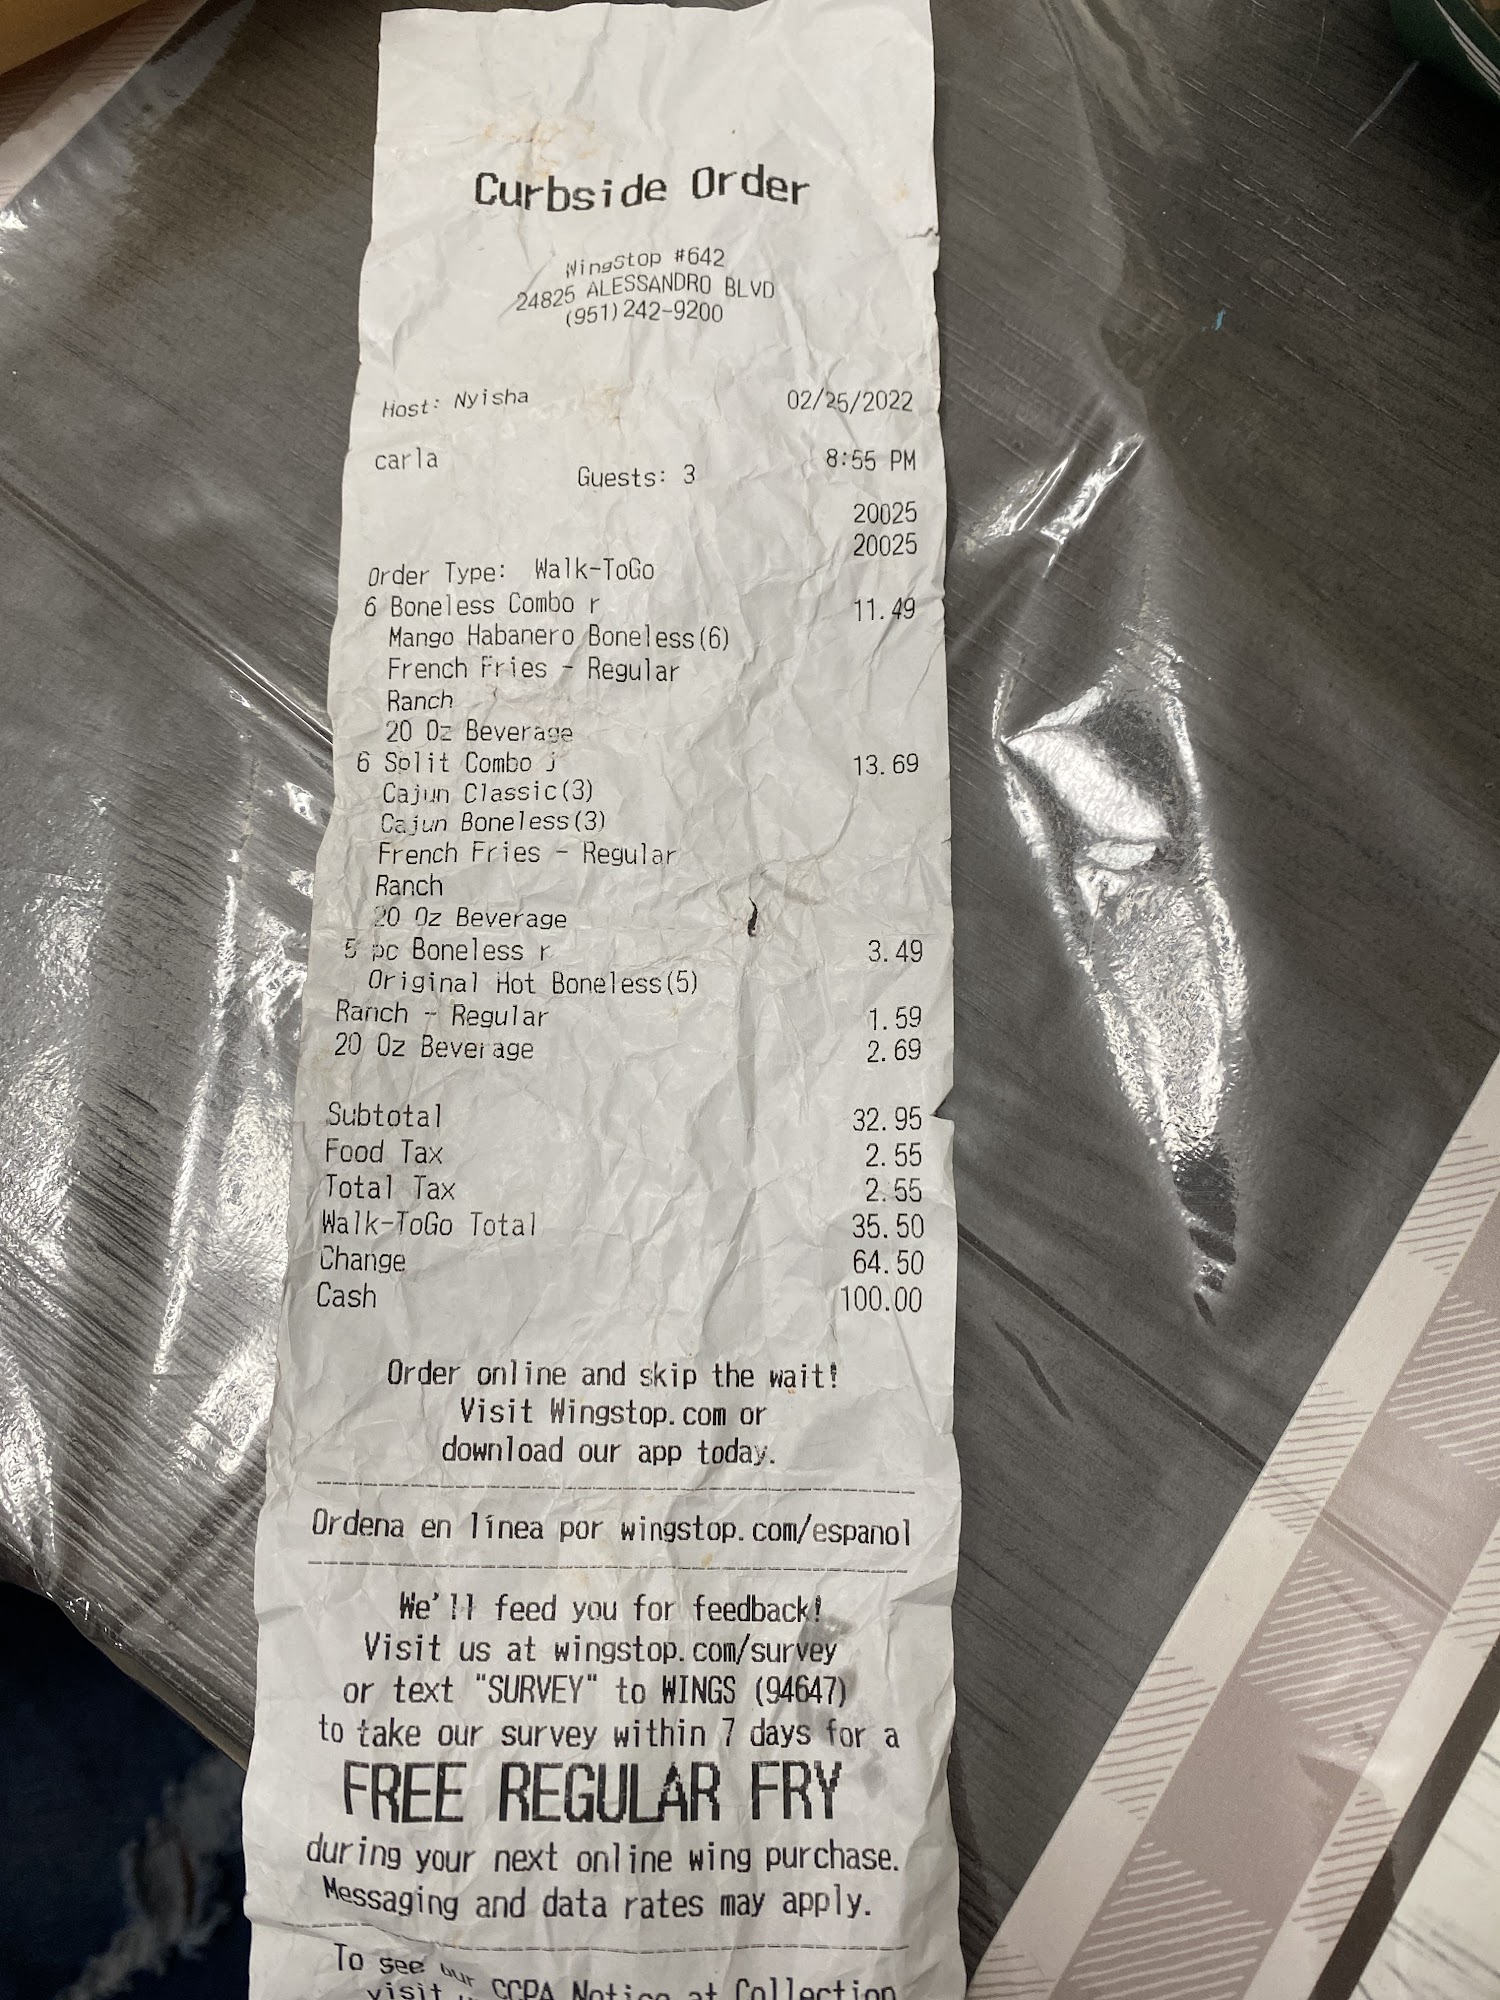 Curbside Order
WingStop #642
24825 ALESSANDRO BLVD
(951)242-9200
Host: Nyisha 02/25/2022
carla 8:55 PM
Guests: 3
20025
20025
Order Type: Walk-ToGo
6 Boneless Combo r 11.49
Mango Habanero Boneless(6)
French Fries - Regular
Ranch
20 Oz Beverage
6 Split Combo j 13.69
Cajun Classic(3)
Cajun Boneless(3)
French Fries - Regular
Ranch
20 Oz Beverage
5 pc Boneless r 3.49
Original Hot Boneless(5)
Ranch - Regular 1.59
20 Oz Beverage 2.69
Subtotal 32.95
Food Tax 2.55
Total Tax 2.55
Walk-ToGo Total 35.50
Change 64.50
Cash 100.00
Order online and skip the wait!
Visit Wingstop.com or
download our app today.
Ordena en línea por wingstop.com/espanol
We'll feed you for feedback!
Visit us at wingstop.com/survey
or text "SURVEY" to WINGS (94647)
to take our survey within 7 days for a
FREE REGULAR FRY
during your next online wing purchase.
Messaging and data rates may apply.
To see our CCPA Notice at Collection
visit